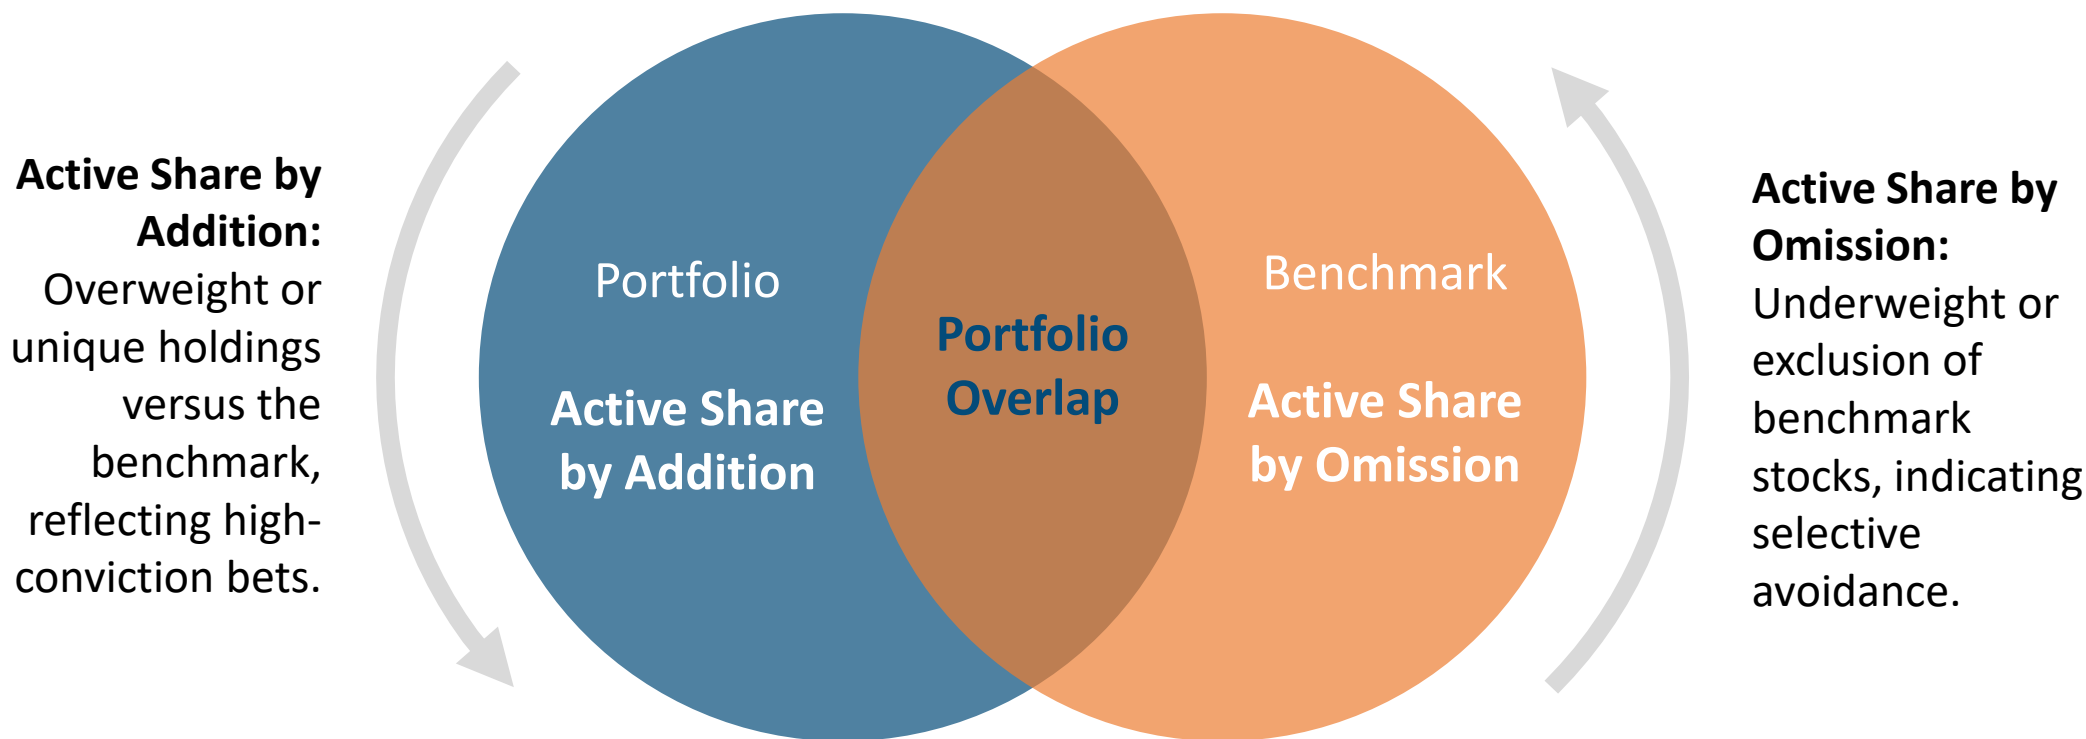 Active Share by
Addition:
Overweight or
unique holdings
versus the
benchmark,
reflecting high-
conviction bets.
Portfolio
Active Share
by Addition
Portfolio
Overlap
Benchmark
Active Share
by Omission
Active Share by
Omission:
Underweight or
exclusion of
benchmark
stocks, indicating
selective
avoidance.